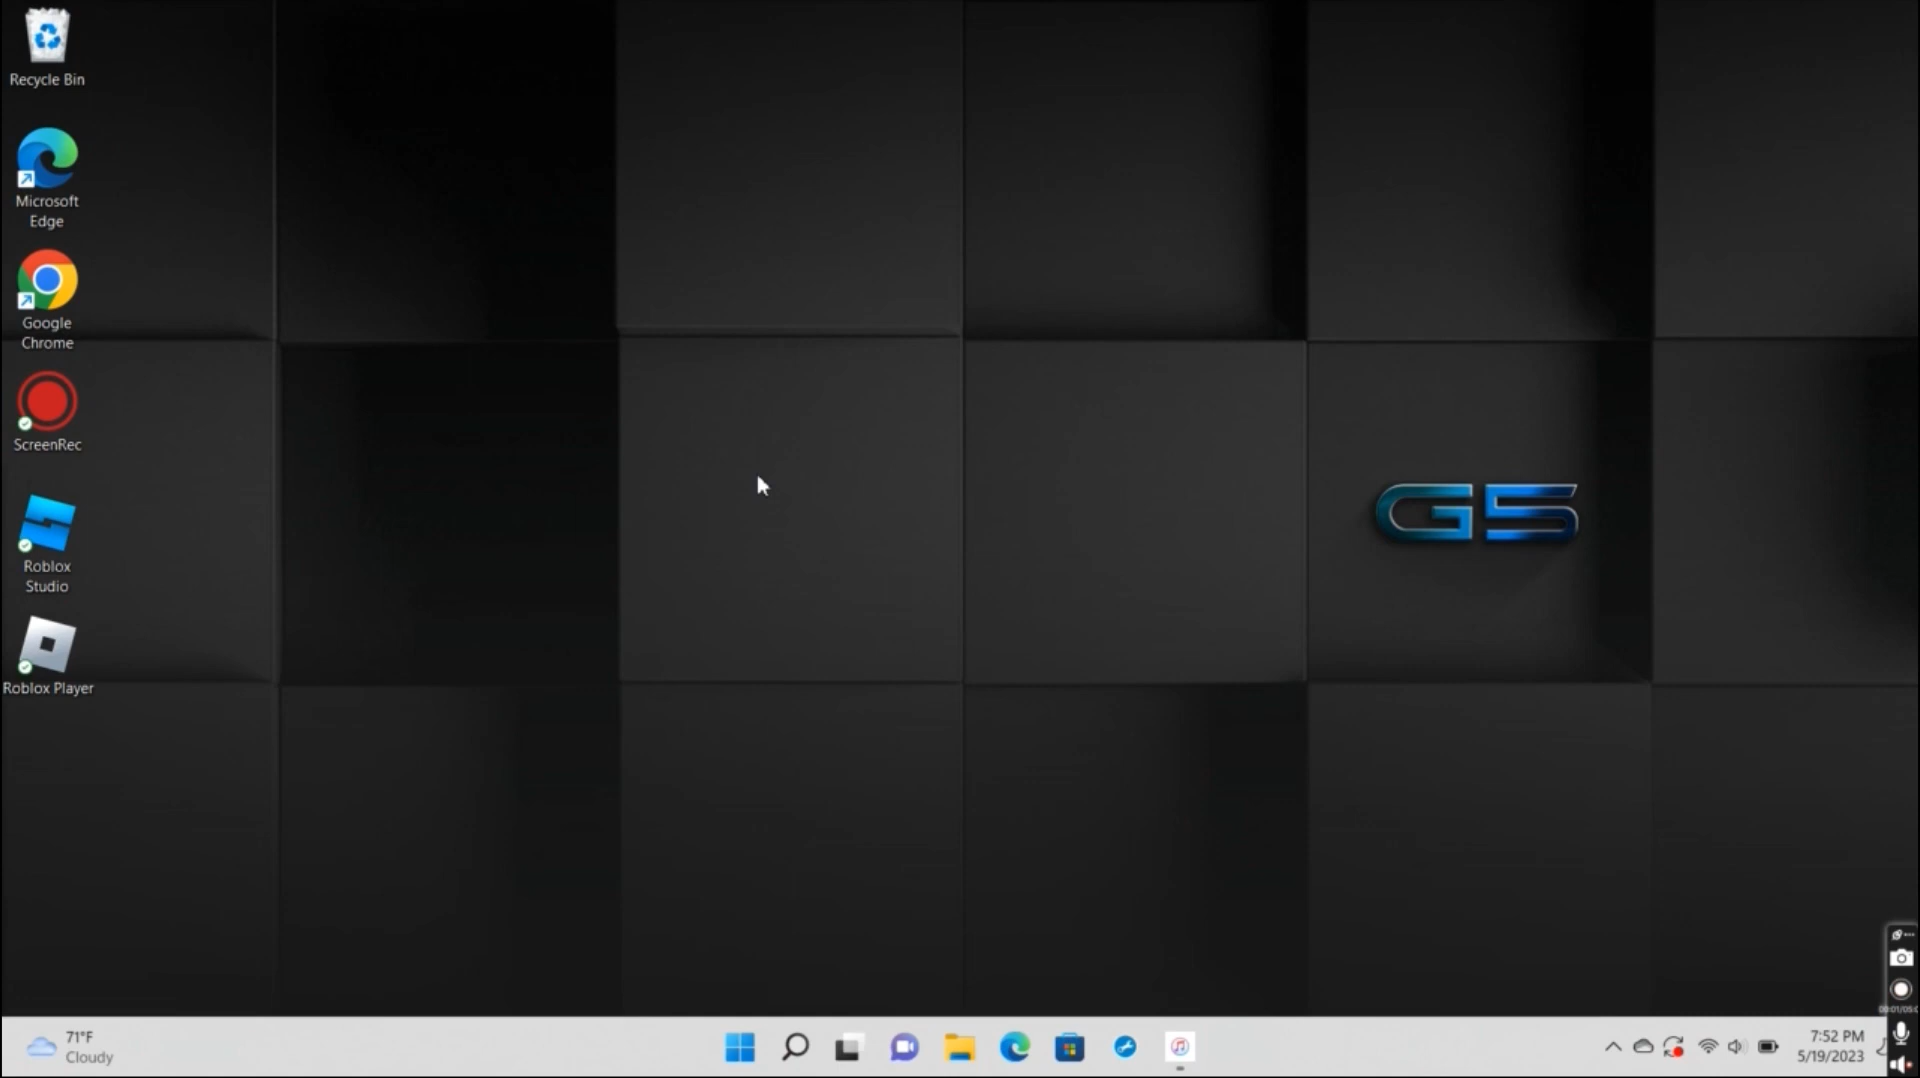 Recycle Bin
Microsoft
Edge
Google
Chrome
ScreenRec
Roblox
Studio
Roblox Player
G5
71°F
Cloudy
7:52 PM
5/19/2023